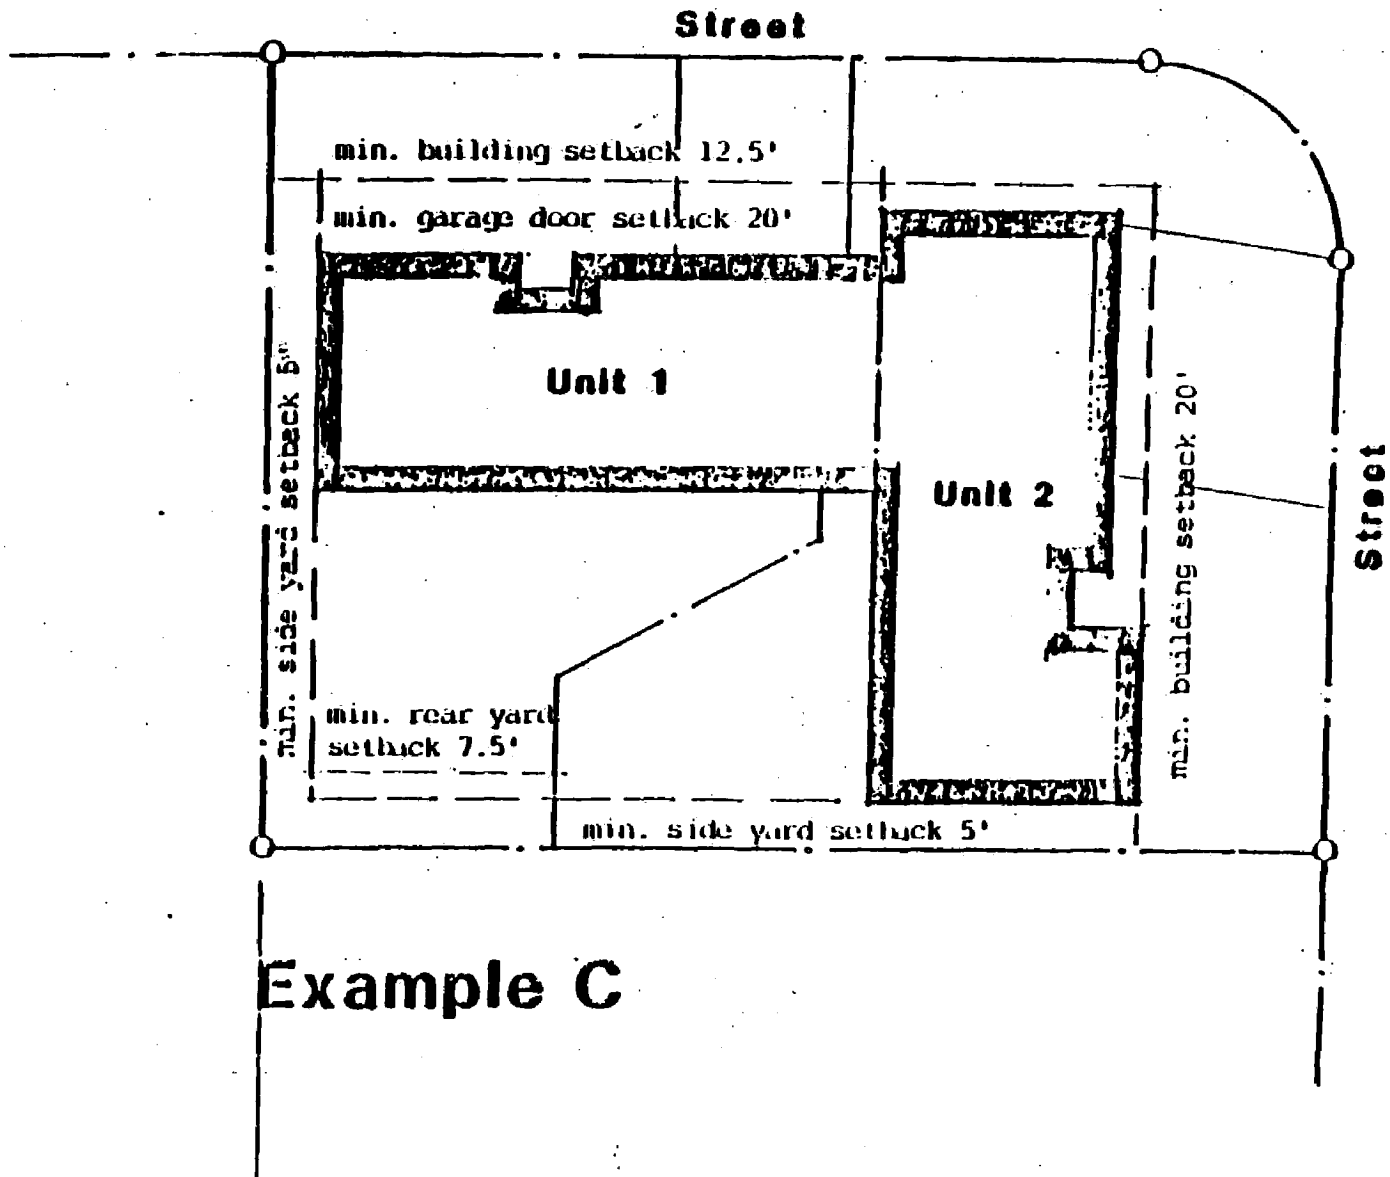 Street
min. building setback 12.5'
min. garage door setback 20'
min. side yard setback 5'
Unit 1
Unit 2
min. building setback 20'
Street
min. rear yard
setback 7.5'
min. side yard setback 5'
Example C